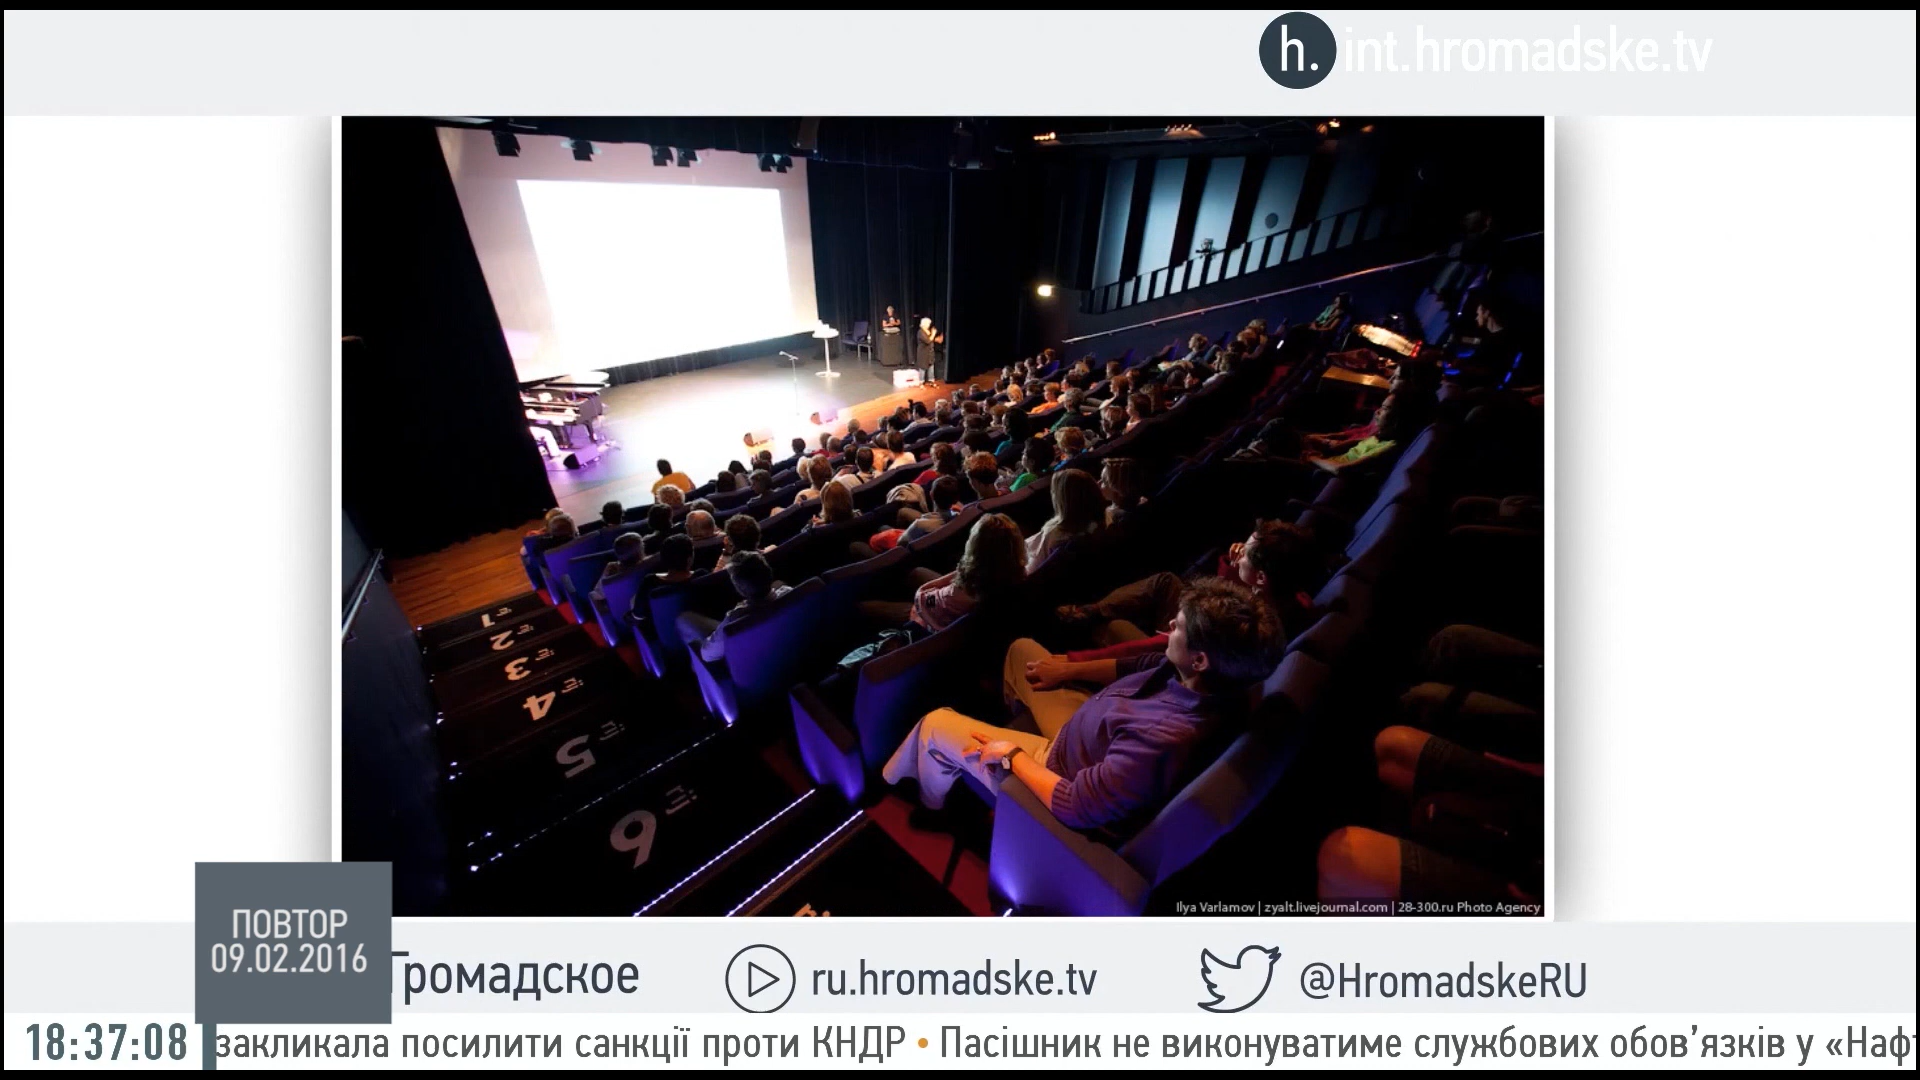 h. int.hromadske.tv
1
2
3
4
5
6
Ilya Varlamov | zyalt.livejournal.com | 28-300.ru Photo Agency
ПОВТОР
09.02.2016
Громадское
ru.hromadske.tv
@HromadskeRU
18:37:08
закликала посилити санкції проти КНДР • Пасішник не виконуватиме службових обов’язків у «Наф